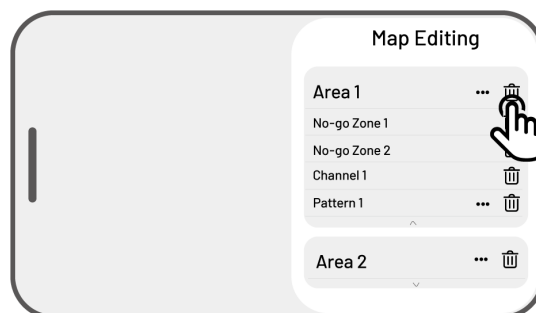 Map Editing
Area 1
No-go Zone 1
No-go Zone 2
Channel 1
Pattern 1
Area 2